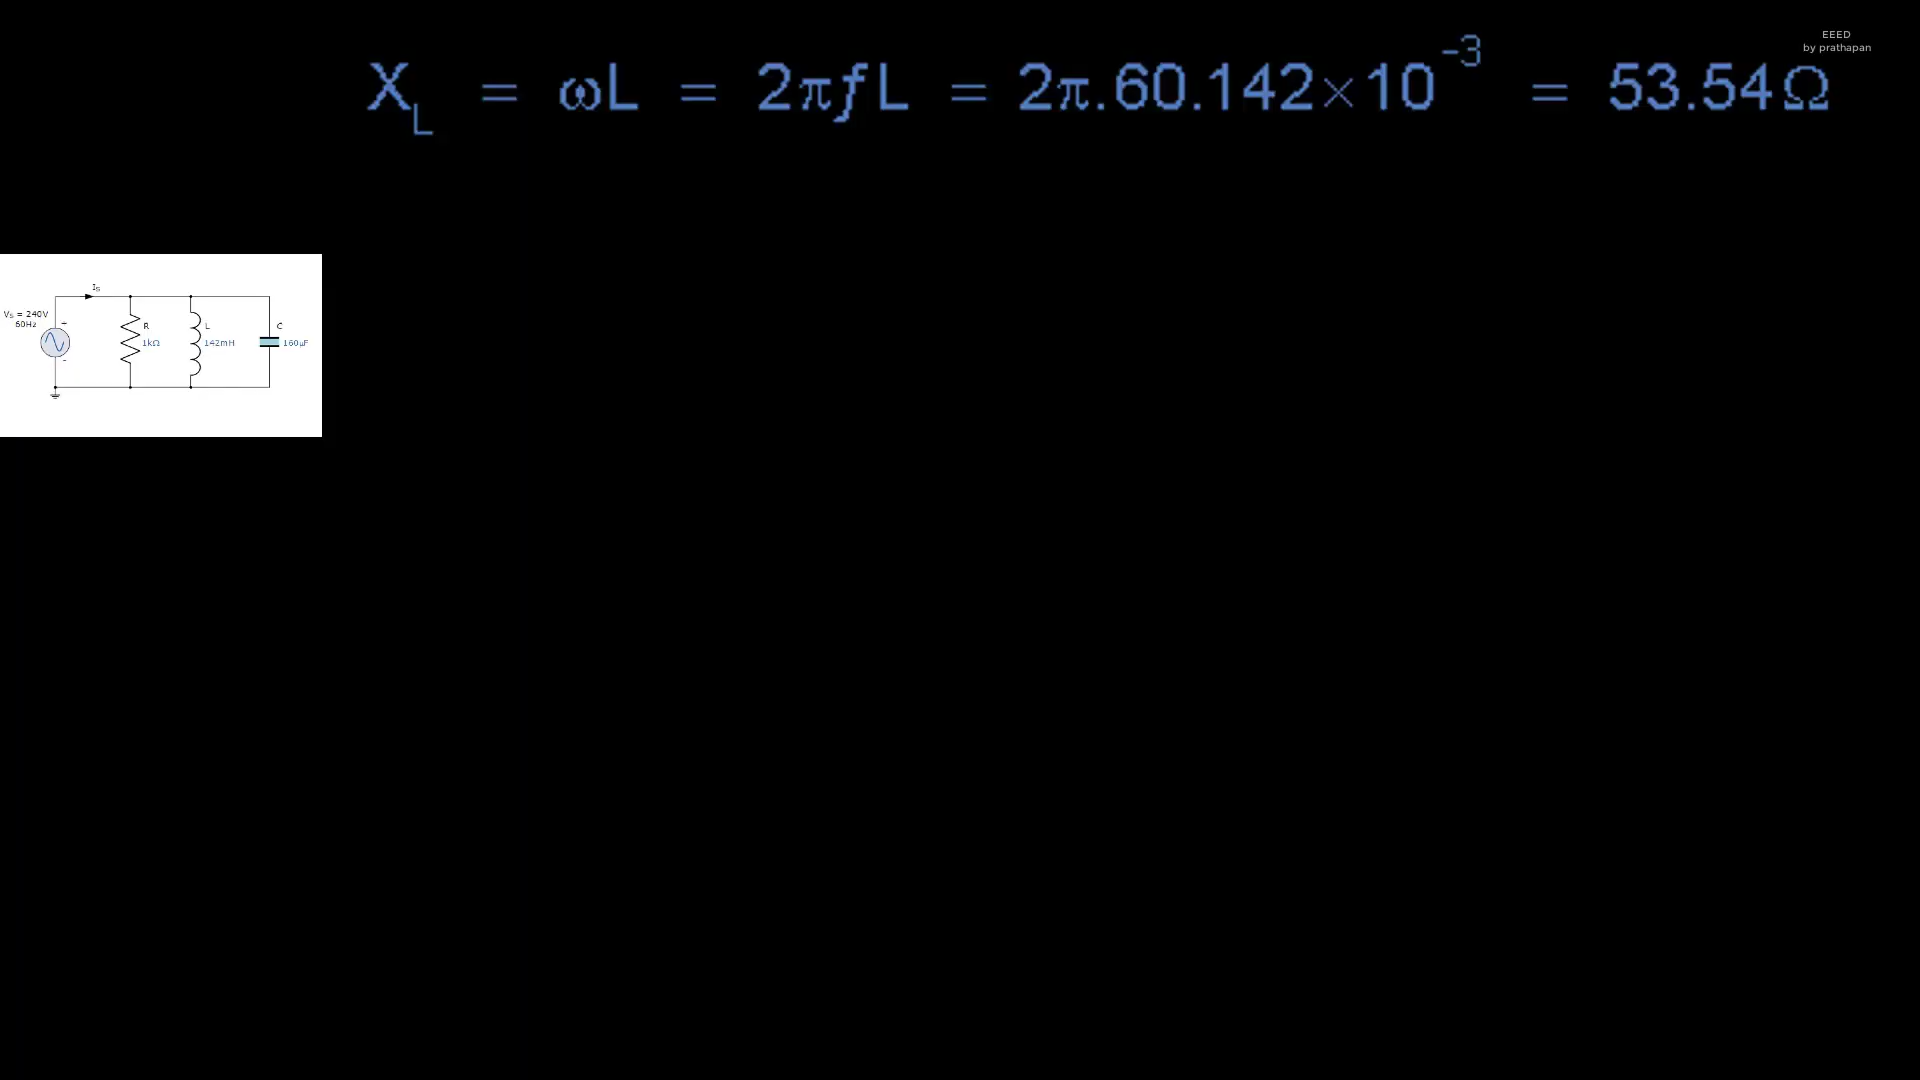 EEED
by prathapan
X_L = ωL = 2πƒL = 2π.60.142×10⁻³ = 53.54Ω
I_S
V_S = 240V
60Hz
+
-
R
1kΩ
L
142mH
C
160µF